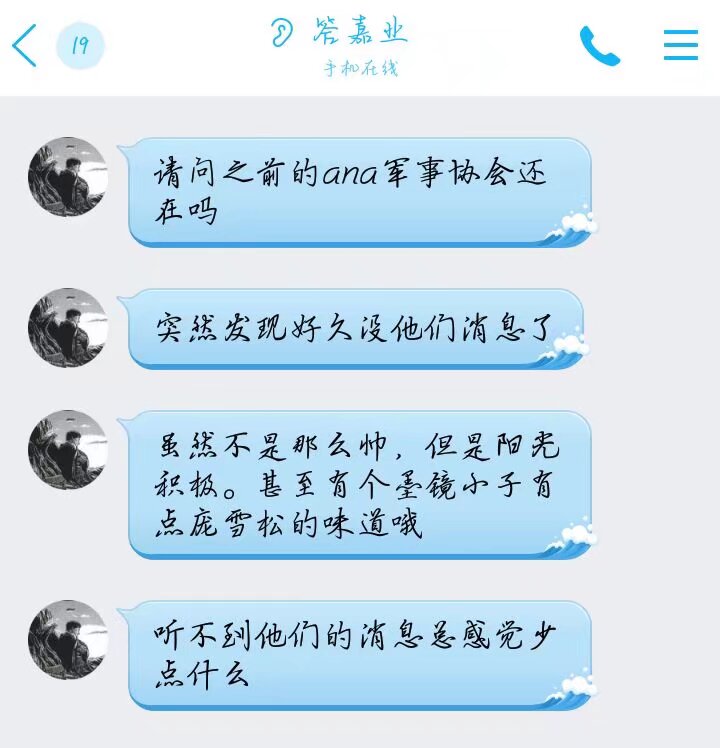 19
答嘉业
手机在线
请问之前的ana军事协会还
在吗
突然发现好久没他们消息了
虽然不是那么帅，但是阳光
积极。甚至有个墨镜小子有
点庞雪松的味道哦
听不到他们的消息总感觉少
点什么